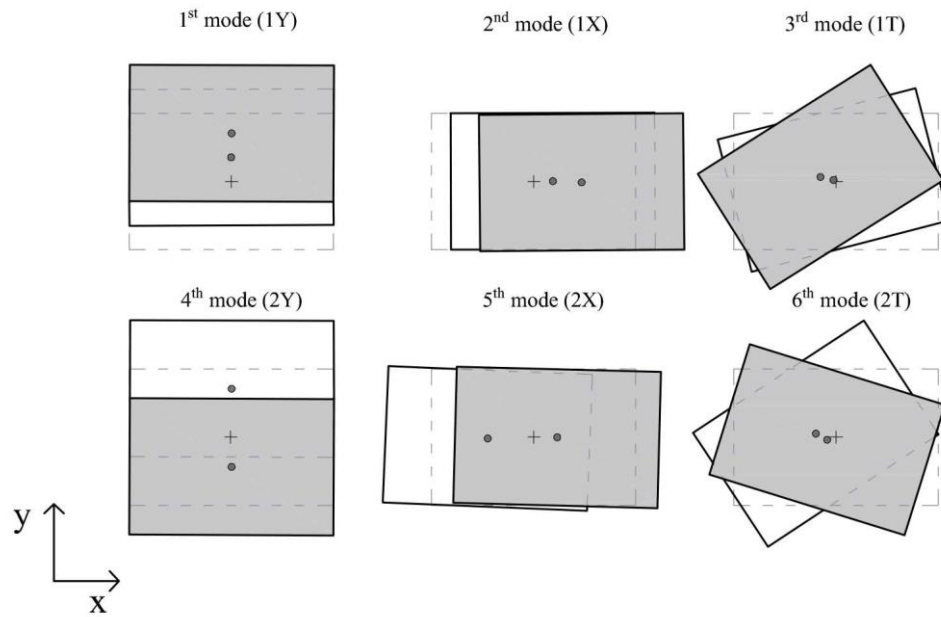 1st mode (1Y)
2nd mode (1X)
3rd mode (1T)
4th mode (2Y)
5th mode (2X)
6th mode (2T)
y
x